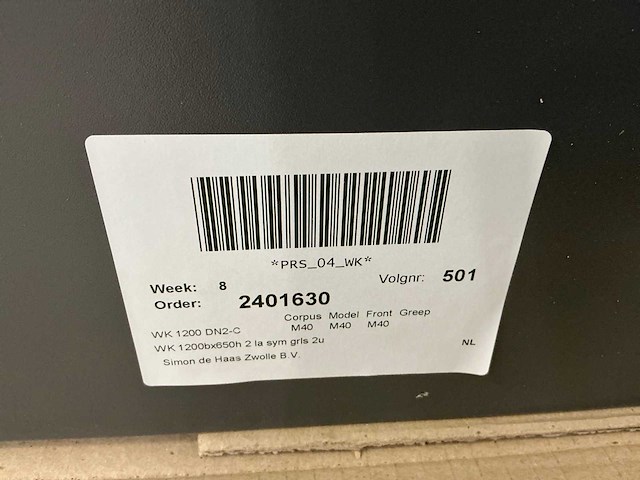 *PRS_04_WK*
Week: 8 Volgnr: 501
Order: 2401630
Corpus Model Front Greep
WK 1200 DN2-C M40 M40 M40
WK 1200bx650h 2 la sym grls 2u NL
Simon de Haas Zwolle B.V.